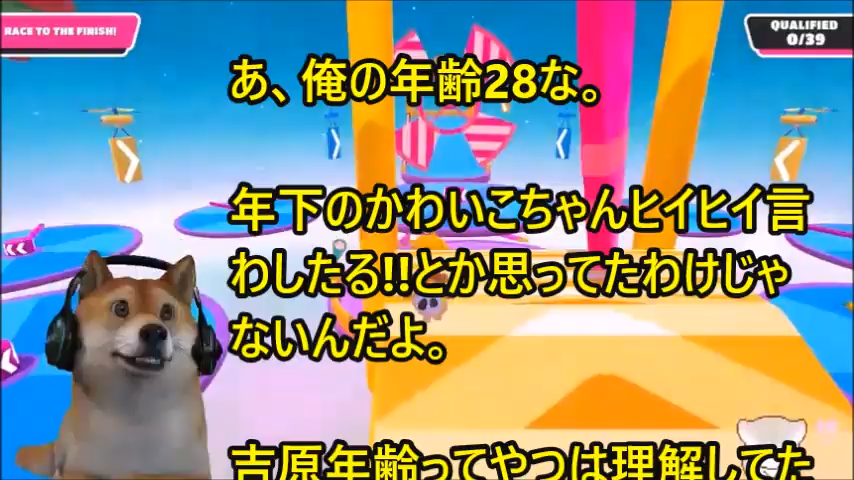 RACE TO THE FINISH!
QUALIFIED
0/39
あ、俺の年齢28な。
年下のかわいこちゃんヒイヒイ言
わしたる!!とか思ってたわけじゃ
ないんだよ。
吉原年齢ってやつは理解してた